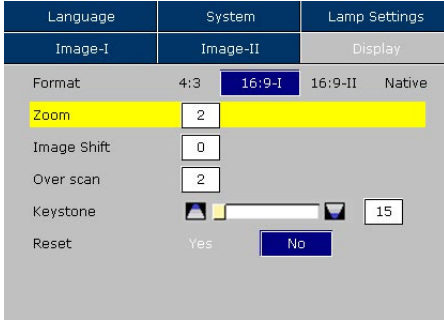 Language System Lamp Settings
Image-I Image-II Display
Format 4:3 16:9-I 16:9-II Native
Zoom 2
Image Shift 0
Over scan 2
Keystone 15
Reset Yes No